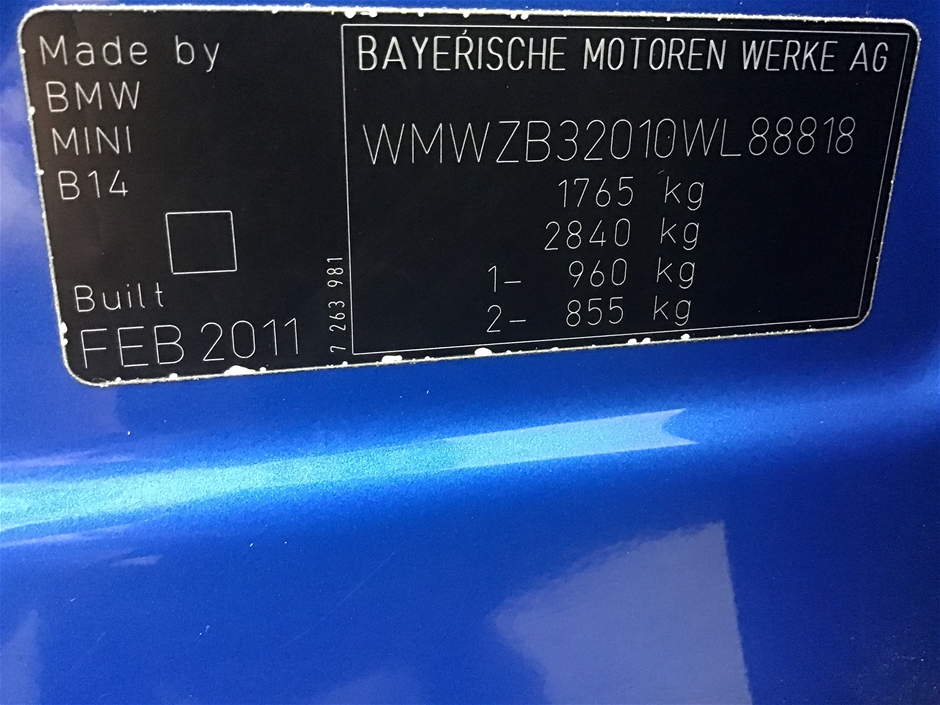 Made by
BMW
MINI
B14
Built
FEB 2011
7 263 981
BAYERISCHE MOTOREN WERKE AG
WMWZB32010WL88818
1765 kg
2840 kg
1- 960 kg
2- 855 kg